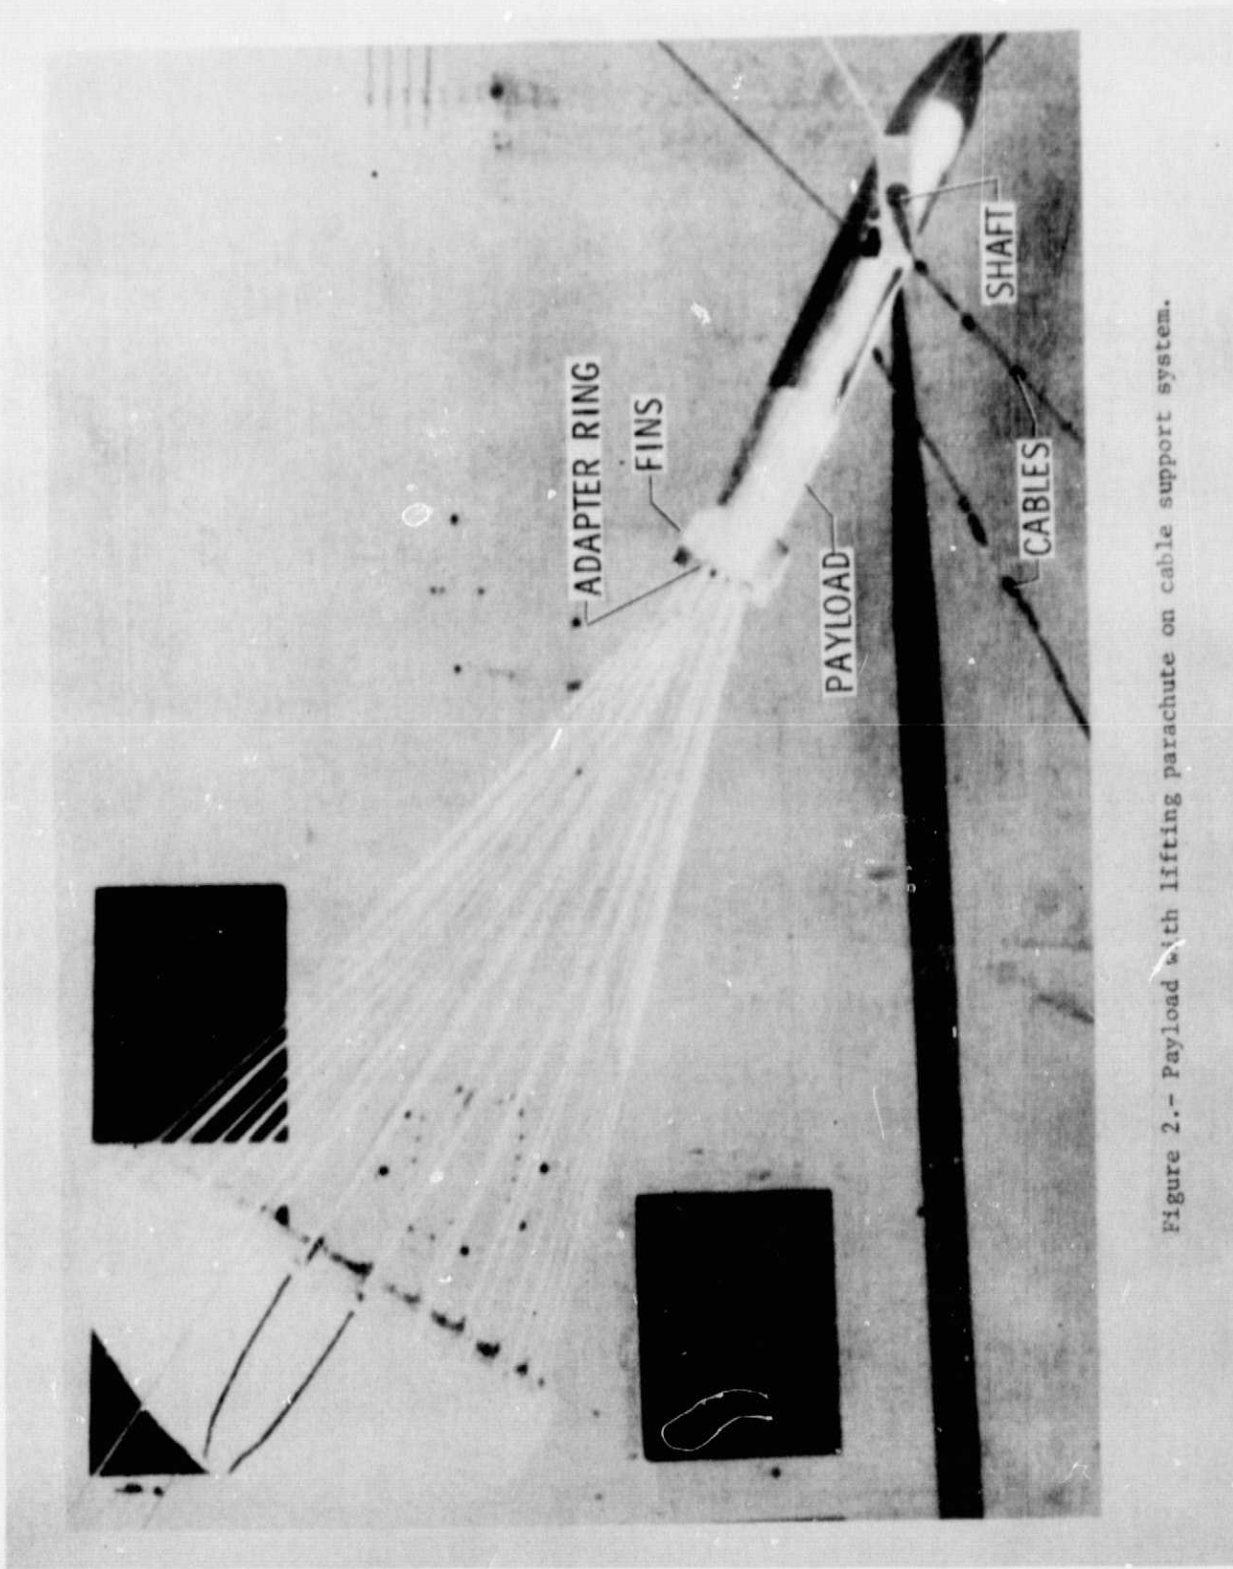 ADAPTER RING
FINS
PAYLOAD
CABLES
SHAFT
Figure 2.- Payload with lifting parachute on cable support system.